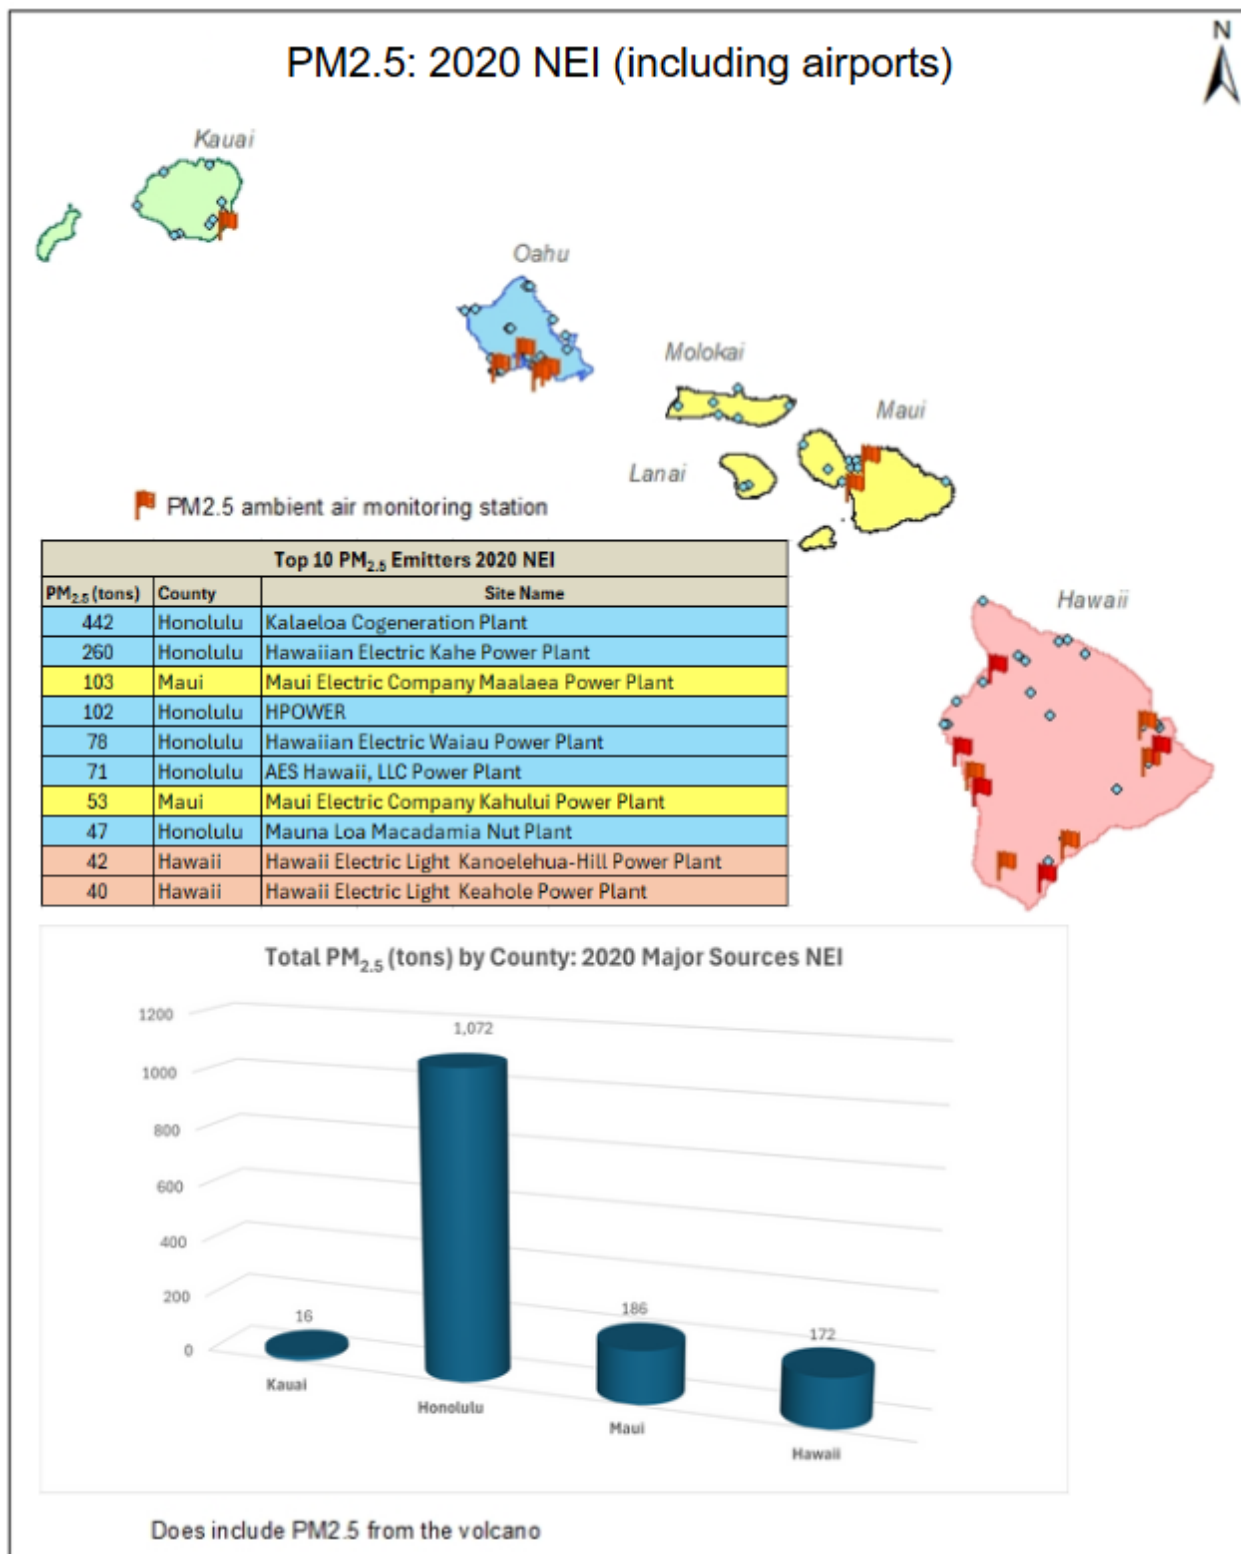 N
PM2.5: 2020 NEI (including airports)
Kauai
Oahu
Molokai
Maui
Lanai
PM2.5 ambient air monitoring station
Hawaii
Top 10 PM2.5 Emitters 2020 NEI
PM2.5 (tons) County Site Name
442 Honolulu Kalaeloa Cogeneration Plant
260 Honolulu Hawaiian Electric Kahe Power Plant
103 Maui Maui Electric Company Maalaea Power Plant
102 Honolulu HPOWER
78 Honolulu Hawaiian Electric Waiau Power Plant
71 Honolulu AES Hawaii, LLC Power Plant
53 Maui Maui Electric Company Kahului Power Plant
47 Honolulu Mauna Loa Macadamia Nut Plant
42 Hawaii Hawaii Electric Light Kanoelehua-Hill Power Plant
40 Hawaii Hawaii Electric Light Keahole Power Plant
Total PM2.5 (tons) by County: 2020 Major Sources NEI
1200
1000
800
600
400
200
0
16
1,072
186
172
Kauai
Honolulu
Maui
Hawaii
Does include PM2.5 from the volcano